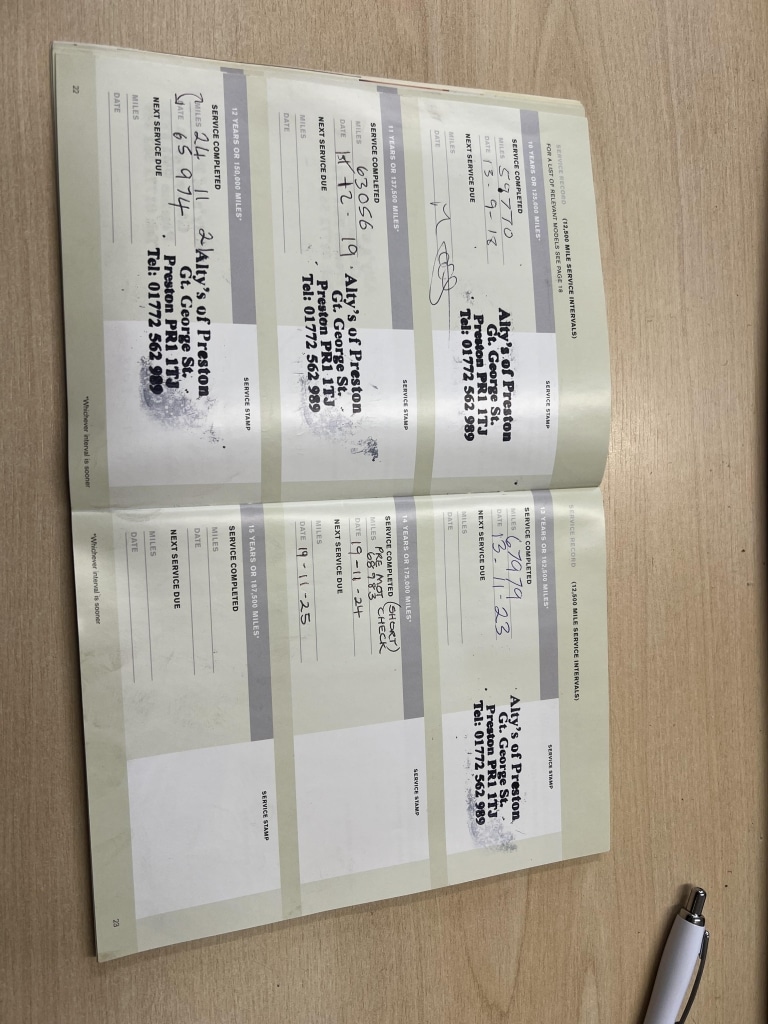 SERVICE RECORD (12,500 MILE SERVICE INTERVALS)
FOR A LIST OF RELEVANT MODELS SEE PAGE 18
10 YEARS OR 125,000 MILES*
SERVICE COMPLETED
MILES 59770
DATE 13-9-18
NEXT SERVICE DUE
MILES
DATE
SERVICE STAMP
Alty's of Preston
Gt. George St.
Preston PR1 1TJ
Tel: 01772 562 989
11 YEARS OR 137,500 MILES*
SERVICE COMPLETED
MILES 63056
DATE 1st 12. 19
NEXT SERVICE DUE
MILES
DATE
SERVICE STAMP
Alty's of Preston
Gt. George St.
Preston PR1 1TJ
Tel: 01772 562 989
12 YEARS OR 150,000 MILES*
SERVICE COMPLETED
MILES 24 11 21
DATE 65974
NEXT SERVICE DUE
MILES
DATE
SERVICE STAMP
Alty's of Preston
Gt. George St.
Preston PR1 1TJ
Tel: 01772 562 989
*Whichever interval is sooner
22
SERVICE RECORD (12,500 MILE SERVICE INTERVALS)
13 YEARS OR 162,500 MILES*
SERVICE COMPLETED
MILES 67979
DATE 13-11-23
NEXT SERVICE DUE
MILES
DATE
SERVICE STAMP
Alty's of Preston
Gt. George St.
Preston PR1 1TJ
Tel: 01772 562 989
14 YEARS OR 175,000 MILES*
SERVICE COMPLETED (SHORT)
PRE MOT CHECK
MILES 68983
DATE 19-11-24
NEXT SERVICE DUE
MILES
DATE 19-11-25
SERVICE STAMP
15 YEARS OR 187,500 MILES*
SERVICE COMPLETED
MILES
DATE
NEXT SERVICE DUE
MILES
DATE
SERVICE STAMP
*Whichever interval is sooner
23